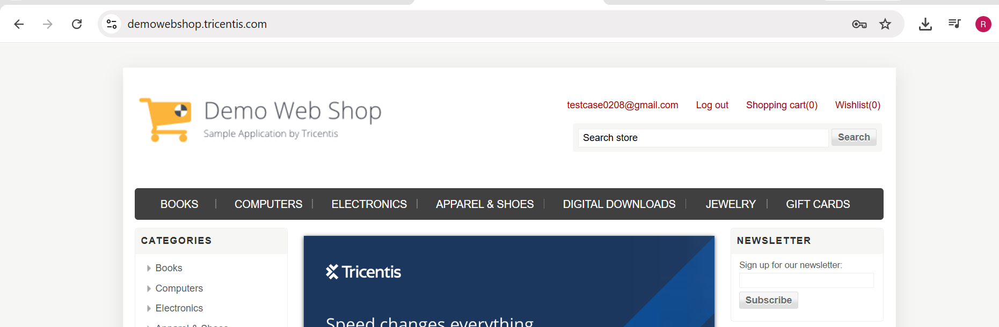 demowebshop.tricentis.com
R
Demo Web Shop
Sample Application by Tricentis
testcase0208@gmail.com Log out Shopping cart(0) Wishlist(0)
Search store Search
BOOKS COMPUTERS ELECTRONICS APPAREL & SHOES DIGITAL DOWNLOADS JEWELRY GIFT CARDS
CATEGORIES
Books
Computers
Electronics
Apparel & Shoes
Tricentis
Speed changes everything
NEWSLETTER
Sign up for our newsletter:
Subscribe